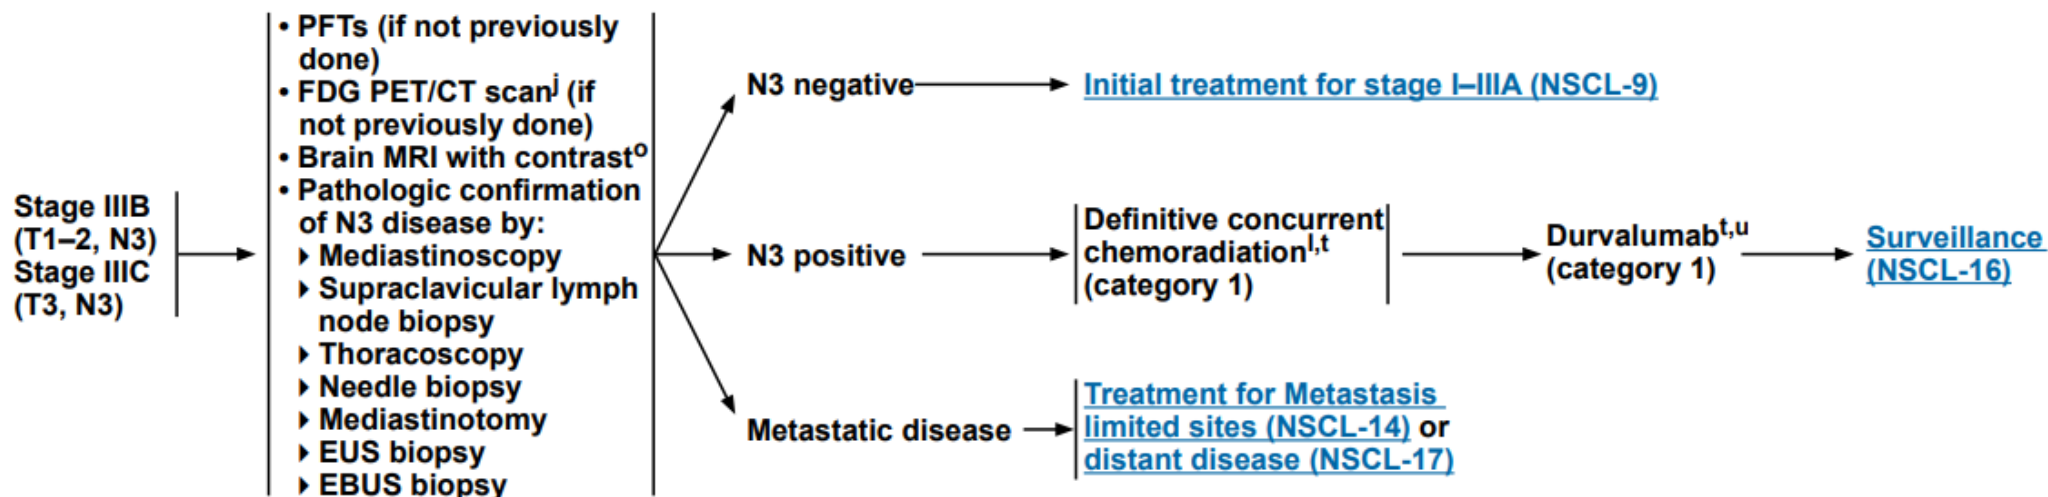 Stage IIIB
(T1–2, N3)
Stage IIIC
(T3, N3)
• PFTs (if not previously
done)
• FDG PET/CT scanj (if
not previously done)
• Brain MRI with contrasto
• Pathologic confirmation
of N3 disease by:
▸ Mediastinoscopy
▸ Supraclavicular lymph
node biopsy
▸ Thoracoscopy
▸ Needle biopsy
▸ Mediastinotomy
▸ EUS biopsy
▸ EBUS biopsy
N3 negative
Initial treatment for stage I–IIIA (NSCL-9)
N3 positive
Definitive concurrent
chemoradiationl,t
(category 1)
Durvalumabt,u
(category 1)
Surveillance
(NSCL-16)
Metastatic disease
Treatment for Metastasis
limited sites (NSCL-14) or
distant disease (NSCL-17)